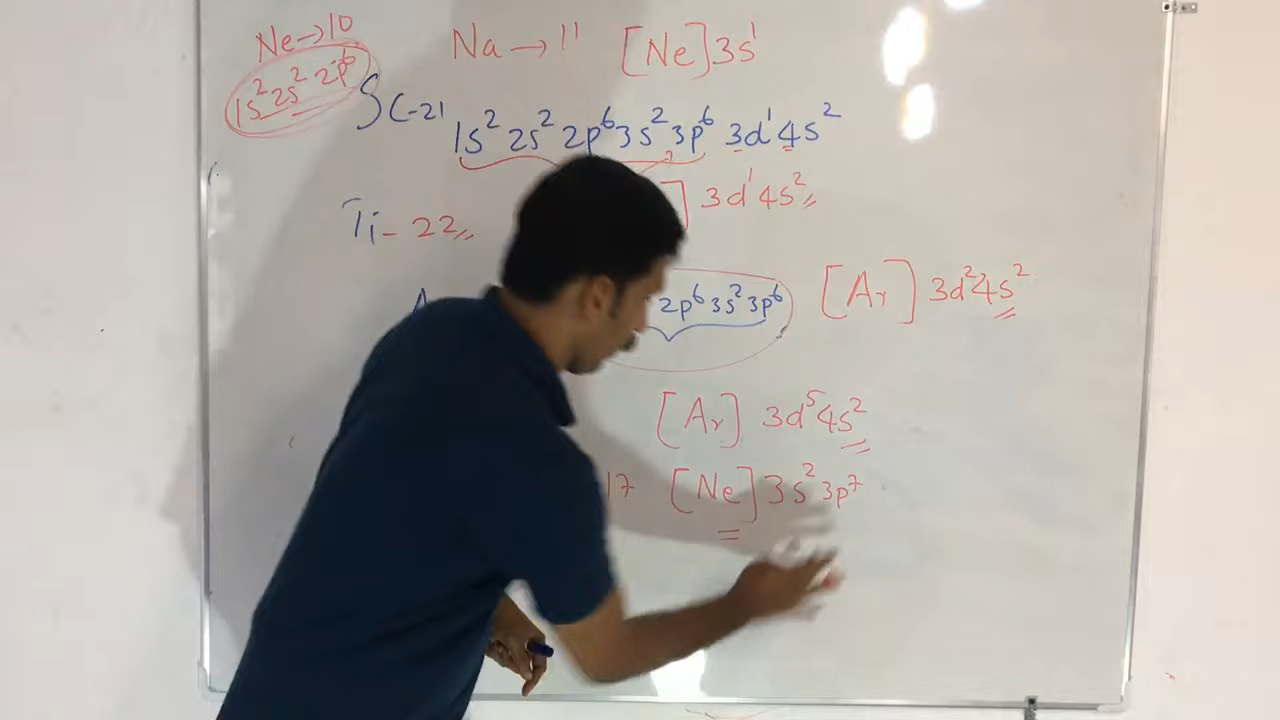 Ne → 10
1s² 2s² 2p⁶
Na → 11 [Ne] 3s¹
Sc-21 1s² 2s² 2p⁶ 3s² 3p⁶ 3d¹ 4s²
] 3d¹ 4s²
Ti - 22
2p⁶ 3s² 3p⁶ [Ar] 3d² 4s²
[Ar] 3d⁵ 4s²
17 [Ne] 3s² 3p⁷